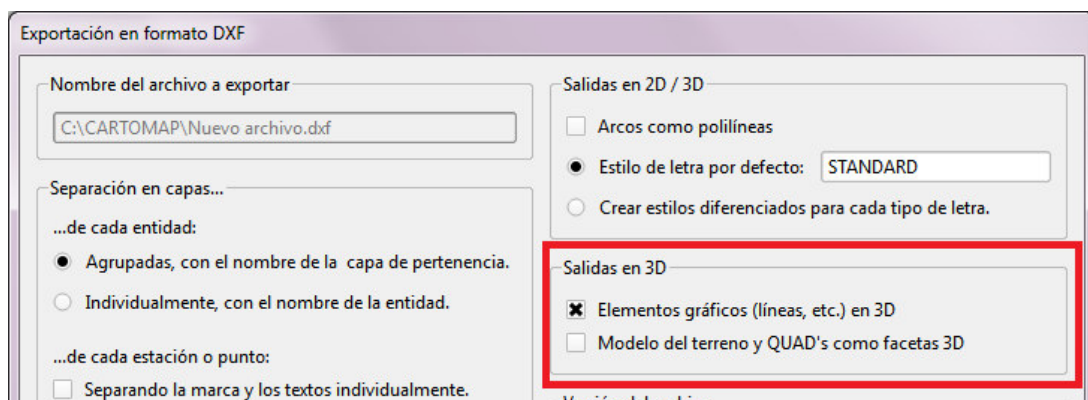 Exportación en formato DXF
Nombre del archivo a exportar
C:\CARTOMAP\Nuevo archivo.dxf
Separación en capas...
...de cada entidad:
Agrupadas, con el nombre de la capa de pertenencia.
Individualmente, con el nombre de la entidad.
...de cada estación o punto:
Separando la marca y los textos individualmente.
Salidas en 2D / 3D
Arcos como polilíneas
Estilo de letra por defecto: STANDARD
Crear estilos diferenciados para cada tipo de letra.
Salidas en 3D
Elementos gráficos (líneas, etc.) en 3D
Modelo del terreno y QUAD's como facetas 3D